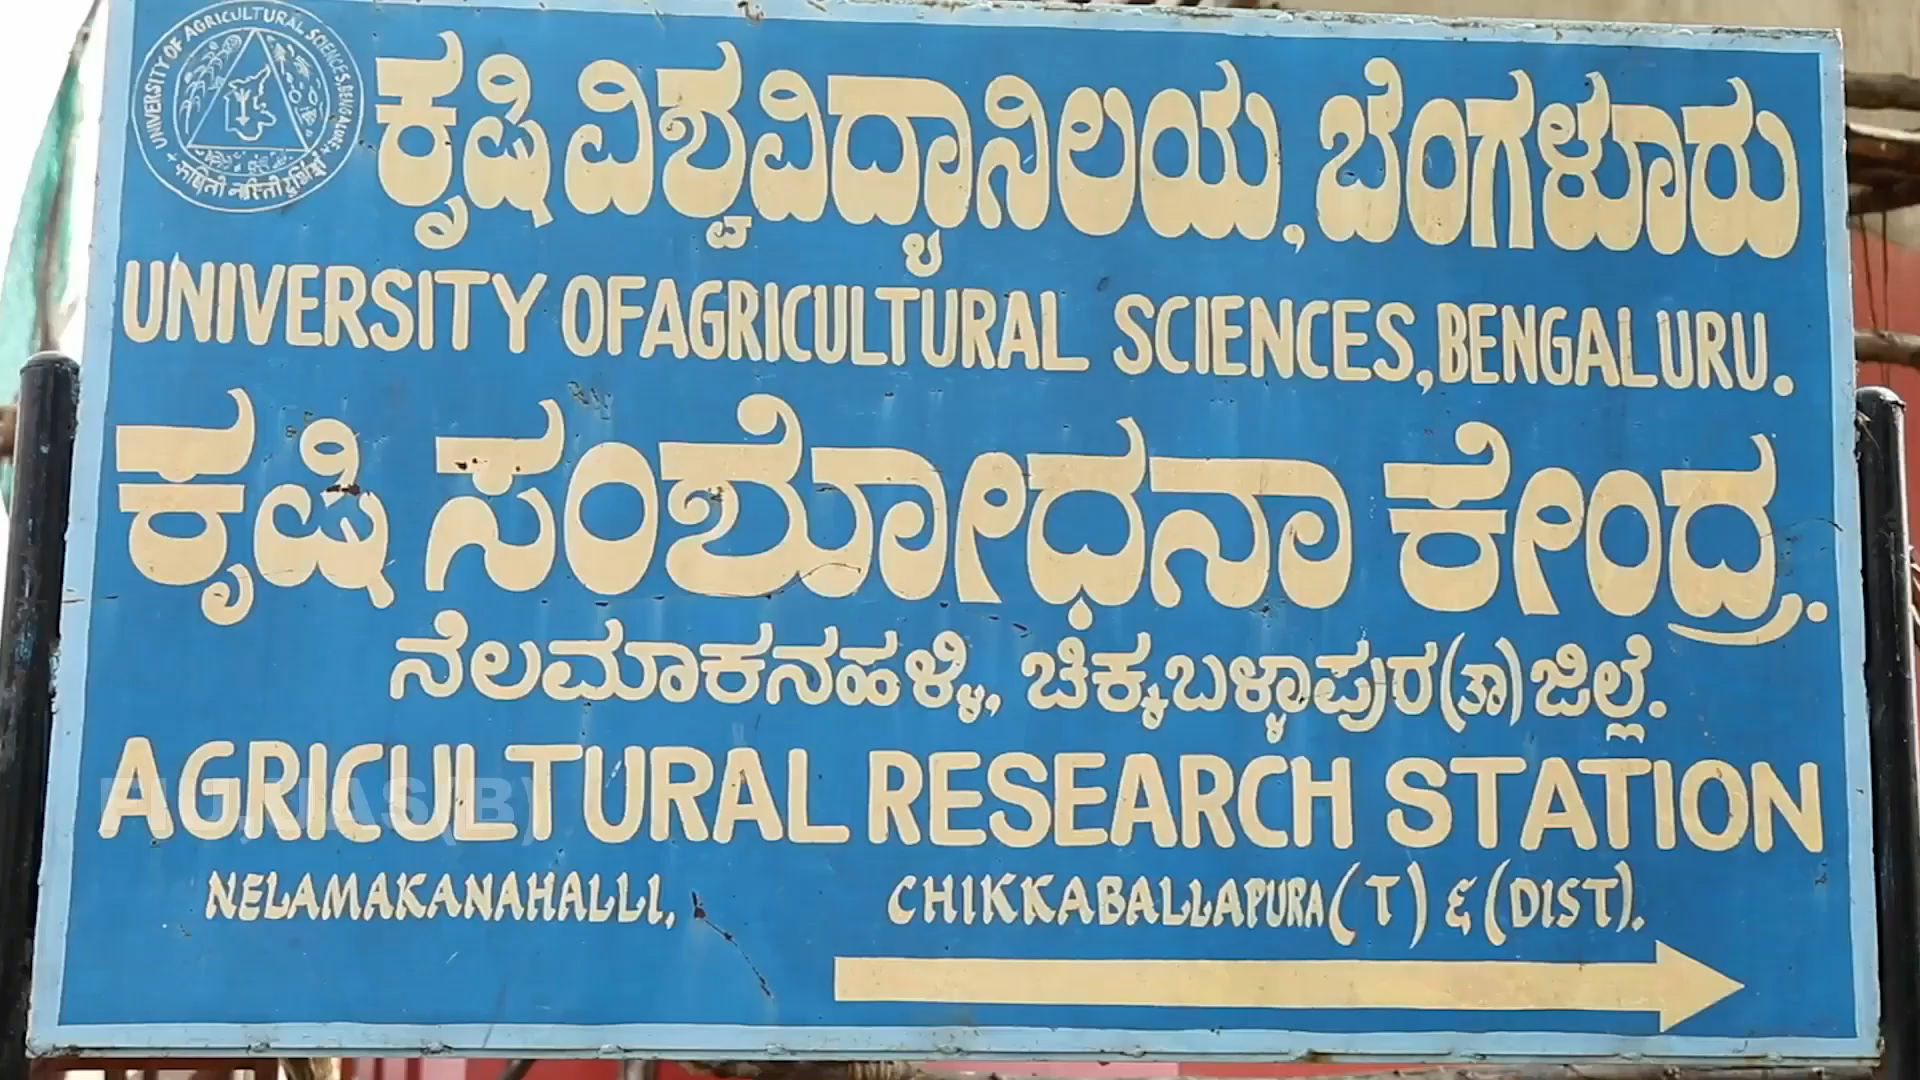 UNIVERSITY OF AGRICULTURAL SCIENCES, BENGALURU
ಕೃಷಿ ವಿಶ್ವವಿದ್ಯಾನಿಲಯ, ಬೆಂಗಳೂರು
UNIVERSITY OF AGRICULTURAL SCIENCES, BENGALURU.
ಕೃಷಿ ಸಂಶೋಧನಾ ಕೇಂದ್ರ.
ನೆಲಮಾಕನಹಳ್ಳಿ, ಚಿಕ್ಕಬಳ್ಳಾಪುರ(ತಾ) ಜಿಲ್ಲೆ.
AGRICULTURAL RESEARCH STATION
NELAMAKANAHALLI, CHIKKABALLAPURA (T) & (DIST).